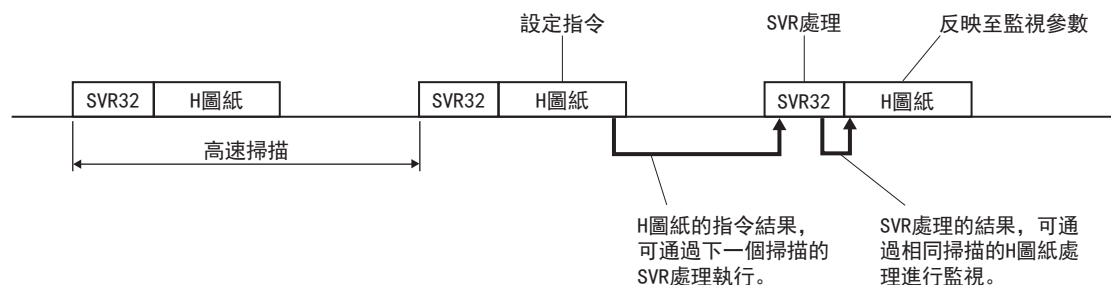 設定指令
SVR處理
反映至監視參數
SVR32
H圖紙
SVR32
H圖紙
SVR32
H圖紙
高速掃描
H圖紙的指令結果，
可通過下一個掃描的
SVR處理執行。
SVR處理的結果，可通
過相同掃描的H圖紙處
理進行監視。